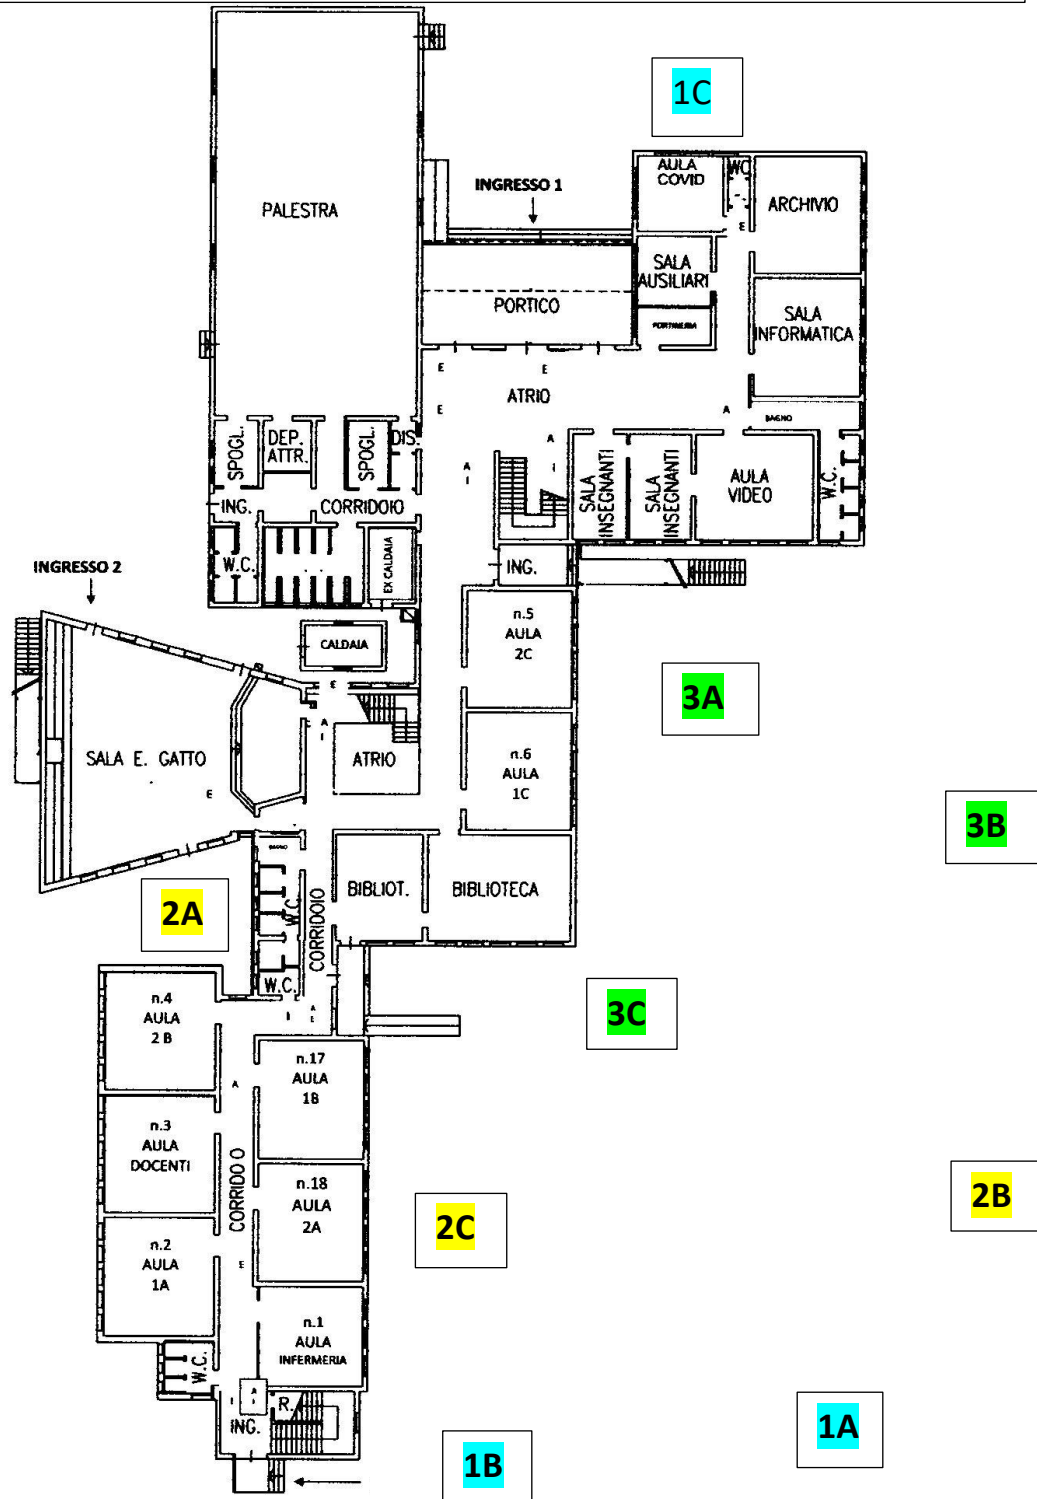 1C
AULA
COVID
WC
ARCHIVIO
INGRESSO 1
PALESTRA
E
SALA
AUSILIARI
PORTICO
PORTINERIA
SALA
INFORMATICA
E
E
ATRIO
E
A
BAGNO
SPOGL.
DEP.
ATTR.
SPOGL.
DIS.
A
I
A
I
SALA
INSEGNANTI
SALA
INSEGNANTI
AULA
VIDEO
W.C.
ING.
CORRIDOIO
W.C.
EX CALDAIA
ING.
INGRESSO 2
n.5
AULA
2C
CALDAIA
3A
E
E
A
I
SALA E. GATTO
ATRIO
n.6
AULA
1C
E
3B
BAGNO
W.C.
CORRIDOIO
BIBLIOT.
BIBLIOTECA
2A
W.C.
I
A
E
3C
n.4
AULA
2 B
n.17
AULA
1B
A
n.3
AULA
DOCENTI
CORRIDO O
n.18
AULA
2A
2C
2B
n.2
AULA
1A
E
n.1
AULA
INFERMERIA
W.C.
I
A
I
R.
ING.
1A
1B